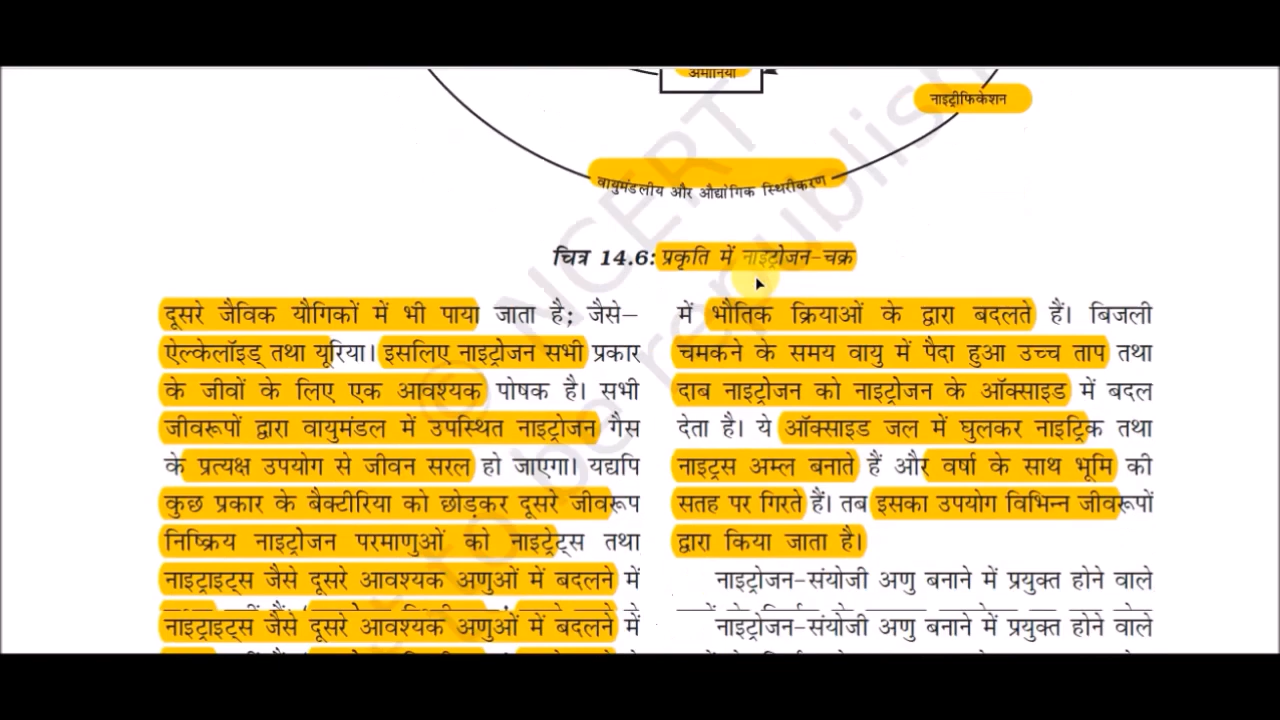 अमोनिया
नाइट्रीफिकेशन
वायुमंडलीय और औद्योगिक स्थिरीकरण
चित्र 14.6: प्रकृति में नाइट्रोजन-चक्र
दूसरे जैविक यौगिकों में भी पाया जाता है; जैसे–
ऐल्केलॉइड् तथा यूरिया। इसलिए नाइट्रोजन सभी प्रकार
के जीवों के लिए एक आवश्यक पोषक है। सभी
जीवरूपों द्वारा वायुमंडल में उपस्थित नाइट्रोजन गैस
के प्रत्यक्ष उपयोग से जीवन सरल हो जाएगा। यद्यपि
कुछ प्रकार के बैक्टीरिया को छोड़कर दूसरे जीवरूप
निष्क्रिय नाइट्रोजन परमाणुओं को नाइट्रेट्स तथा
नाइट्राइट्स जैसे दूसरे आवश्यक अणुओं में बदलने में
नाइट्राइट्स जैसे दूसरे आवश्यक अणुओं में बदलने में
में भौतिक क्रियाओं के द्वारा बदलते हैं। बिजली
चमकने के समय वायु में पैदा हुआ उच्च ताप तथा
दाब नाइट्रोजन को नाइट्रोजन के ऑक्साइड में बदल
देता है। ये ऑक्साइड जल में घुलकर नाइट्रिक तथा
नाइट्रस अम्ल बनाते हैं और वर्षा के साथ भूमि की
सतह पर गिरते हैं। तब इसका उपयोग विभिन्न जीवरूपों
द्वारा किया जाता है।
नाइट्रोजन-संयोजी अणु बनाने में प्रयुक्त होने वाले
नाइट्रोजन-संयोजी अणु बनाने में प्रयुक्त होने वाले
© NCERT
not to be republish